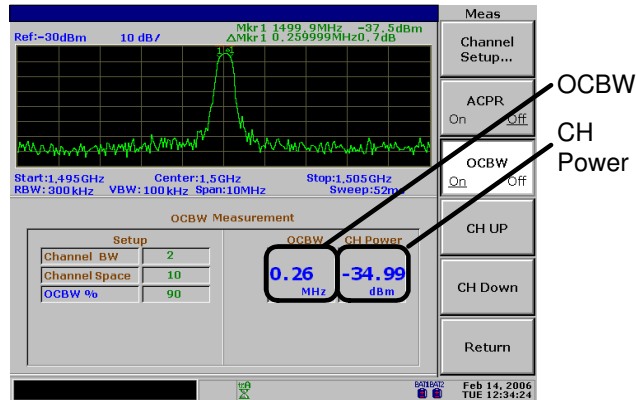 Meas
Mkr1 1499.9MHz -37.5dBm
Ref:-30dBm 10 dB/ ΔMkr1 0.259999MHz0.7dB
Channel Setup...
ACPR
On Off
OCBW
On Off
CH UP
CH Down
Return
Start:1.495GHz Center:1.5GHz Stop:1.505GHz
RBW:300kHz VBW:100kHz Span:10MHz Sweep:52m
OCBW Measurement
Setup
Channel BW 2
Channel Space 10
OCBW % 90
OCBW CH Power
0.26 -34.99
MHz dBm
OCBW
CH
Power
BAT1BAT2
Feb 14, 2006
TUE 12:34:24